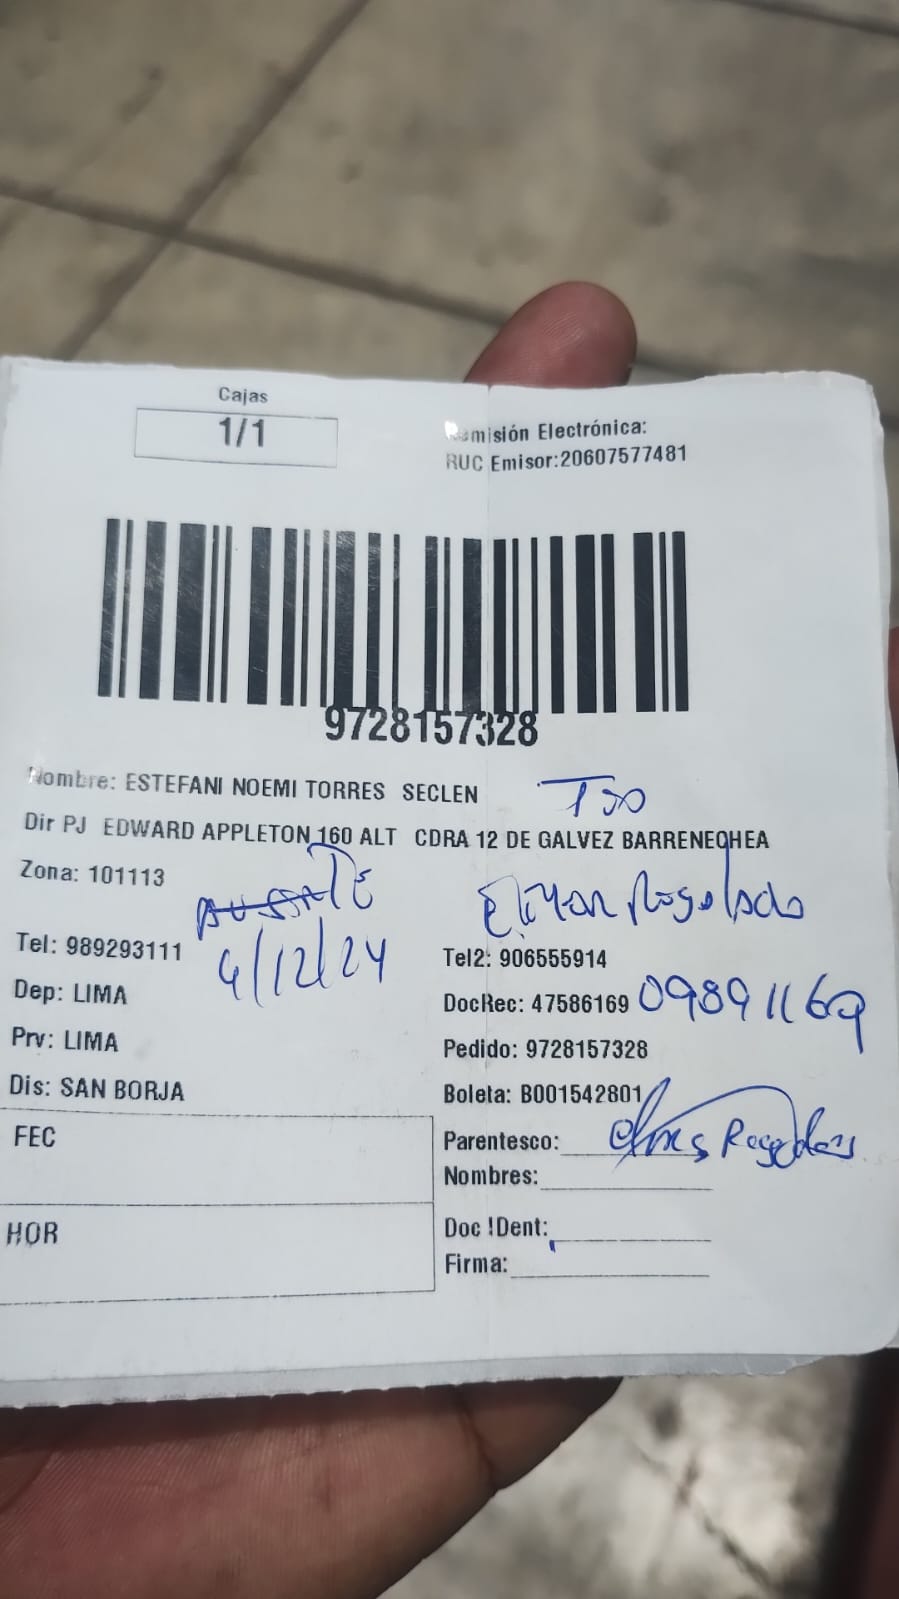 Cajas
1/1
Remisión Electrónica:
RUC Emisor:20607577481
9728157328
Nombre: ESTEFANI NOEMI TORRES SECLEN
Dir PJ EDWARD APPLETON 160 ALT CDRA 12 DE GALVEZ BARRENECHEA
Zona: 101113
4/12/24
Tel: 989293111
Tel2: 906555914
Dep: LIMA
DocRec: 47586169 09891169
Prv: LIMA
Pedido: 9728157328
Dis: SAN BORJA
Boleta: B001542801
FEC
Parentesco:
Nombres:
HOR
Doc IDent:
Firma: